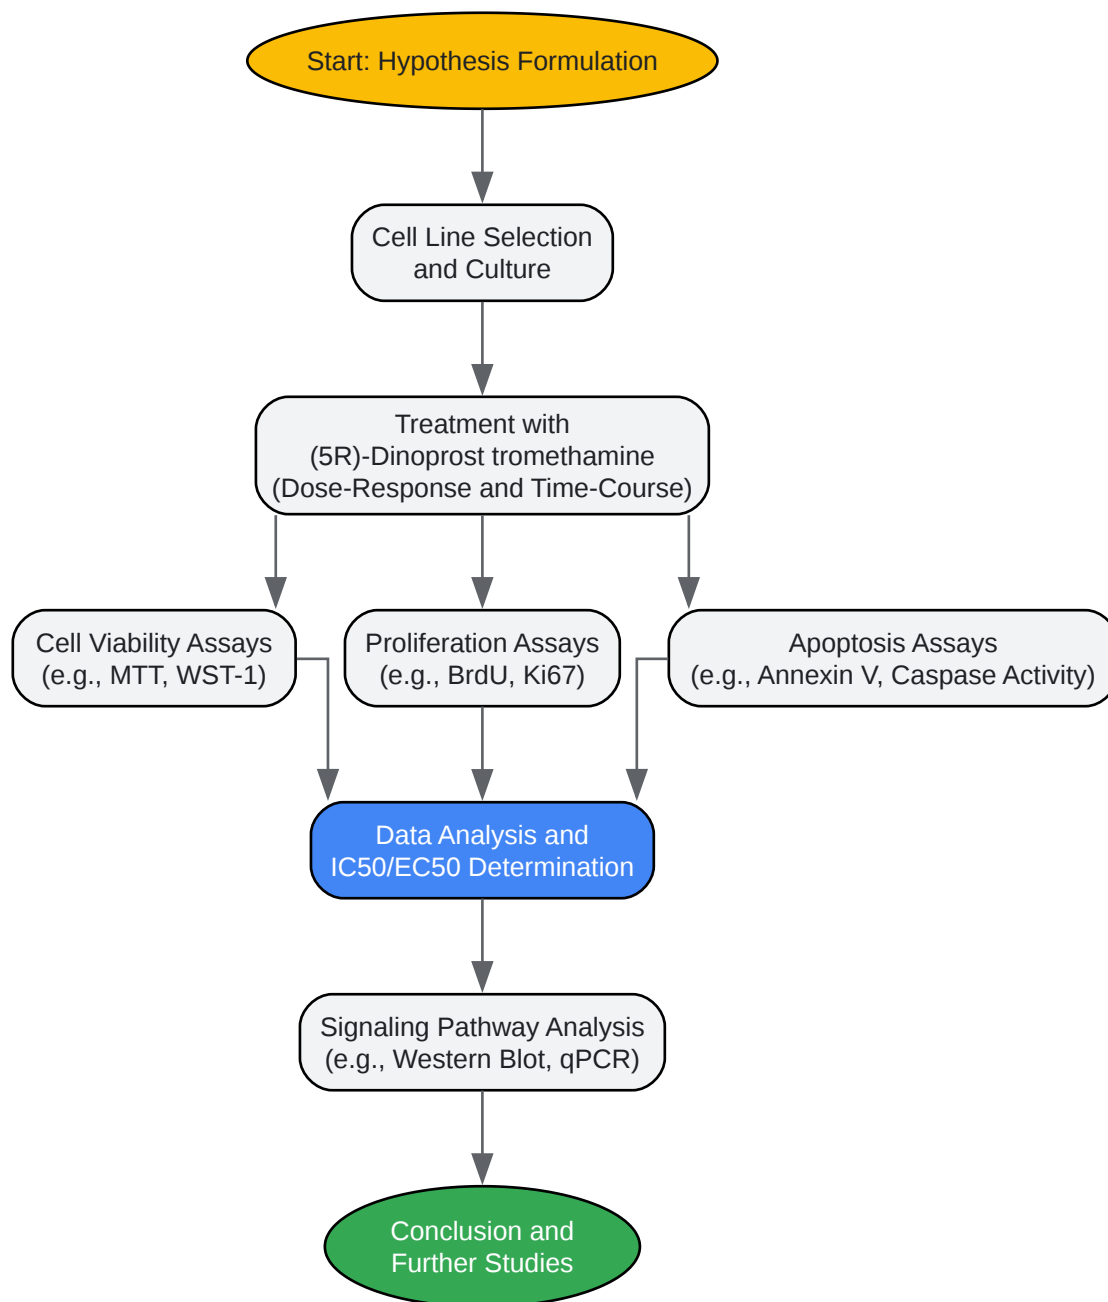 Start: Hypothesis Formulation
Cell Line Selection
and Culture
Treatment with
(5R)-Dinoprost tromethamine
(Dose-Response and Time-Course)
Cell Viability Assays
(e.g., MTT, WST-1)
Proliferation Assays
(e.g., BrdU, Ki67)
Apoptosis Assays
(e.g., Annexin V, Caspase Activity)
Data Analysis and
IC50/EC50 Determination
Signaling Pathway Analysis
(e.g., Western Blot, qPCR)
Conclusion and
Further Studies